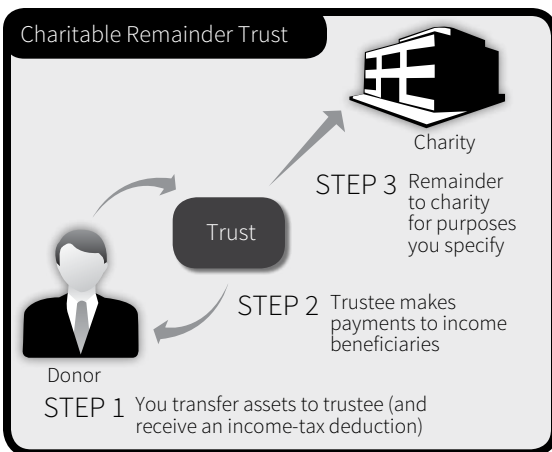 Charitable Remainder Trust
Charity
STEP 3 Remainder
to charity
for purposes
you specify
Trust
STEP 2 Trustee makes
payments to income
beneficiaries
Donor
STEP 1 You transfer assets to trustee (and
receive an income-tax deduction)